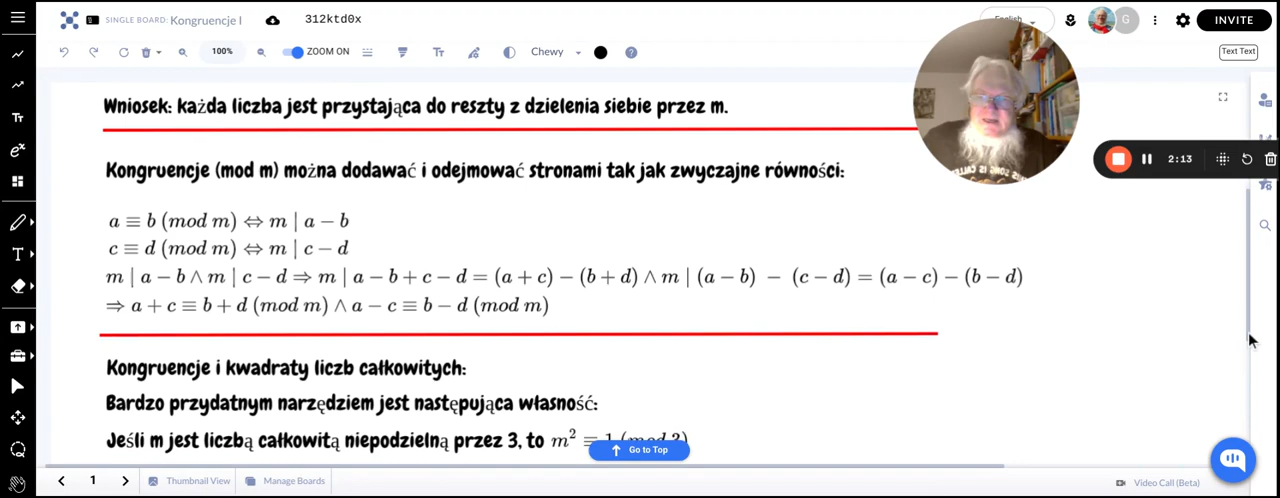 SINGLE BOARD: Kongruencje I 312ktd0x English G INVITE
100% ZOOM ON Tт Chewy Text Text
Wniosek: każda liczba jest przystająca do reszty z dzielenia siebie przez m.
2:13
Kongruencje (mod m) można dodawać i odejmować stronami tak jak zwyczajne równości:
a ≡ b (mod m) ⇔ m | a − b
c ≡ d (mod m) ⇔ m | c − d
m | a − b ∧ m | c − d ⇒ m | a − b + c − d = (a + c) − (b + d) ∧ m | (a − b) − (c − d) = (a − c) − (b − d)
⇒ a + c ≡ b + d (mod m) ∧ a − c ≡ b − d (mod m)
Kongruencje i kwadraty liczb całkowitych:
Bardzo przydatnym narzędziem jest następująca własność:
Jeśli m jest liczbą całkowitą niepodzielną przez 3, to m² ≡ 1 (mod 3)
Go to Top
1 Thumbnail View Manage Boards Video Call (Beta)